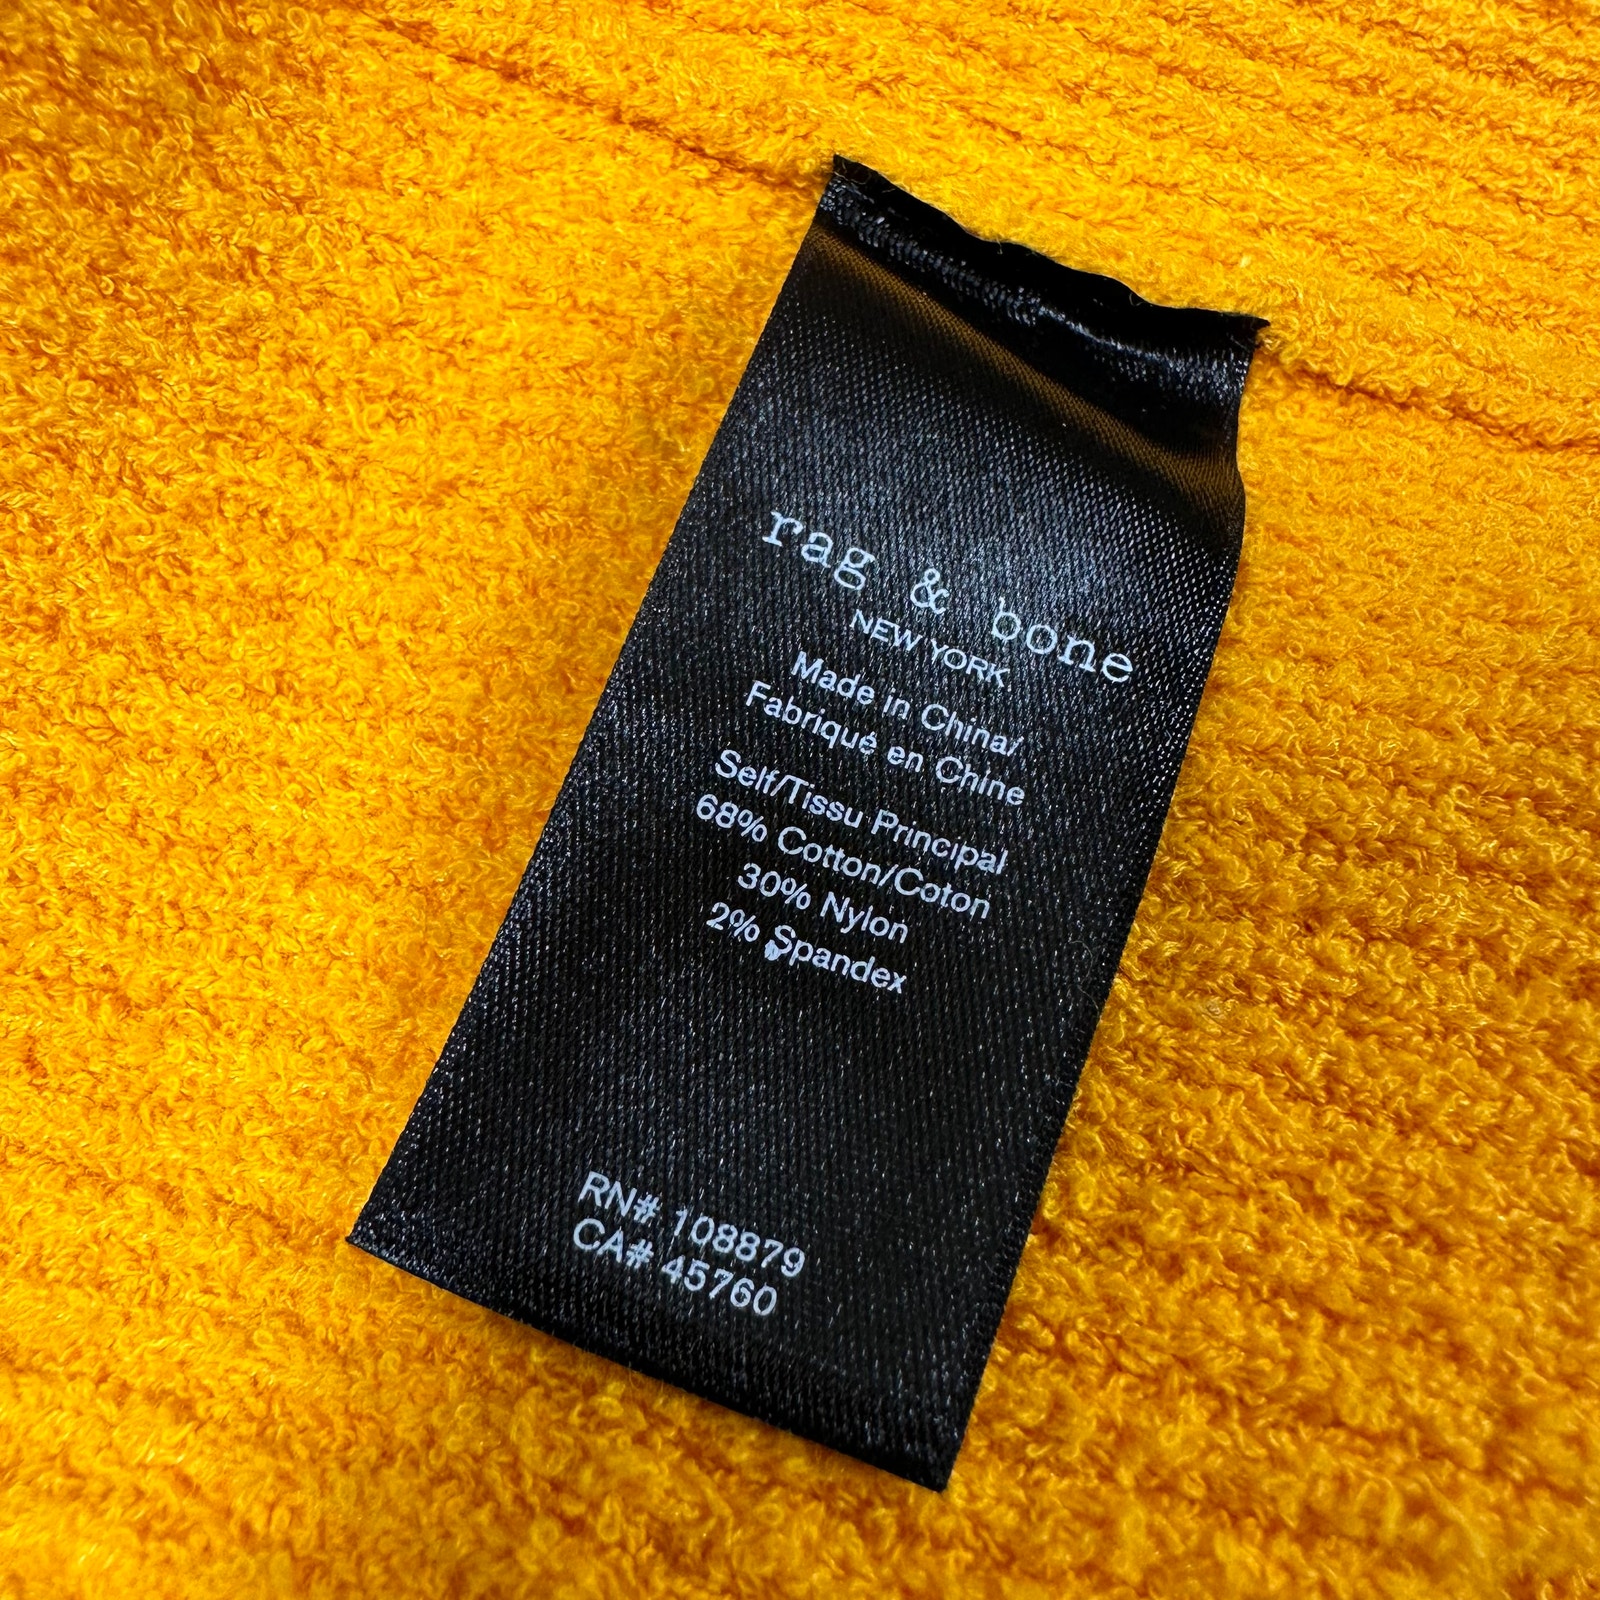 rag & bone
NEW YORK
Made in China/
Fabriqué en Chine
Self/Tissu Principal
68% Cotton/Coton
30% Nylon
2% Spandex
RN# 108879
CA# 45760